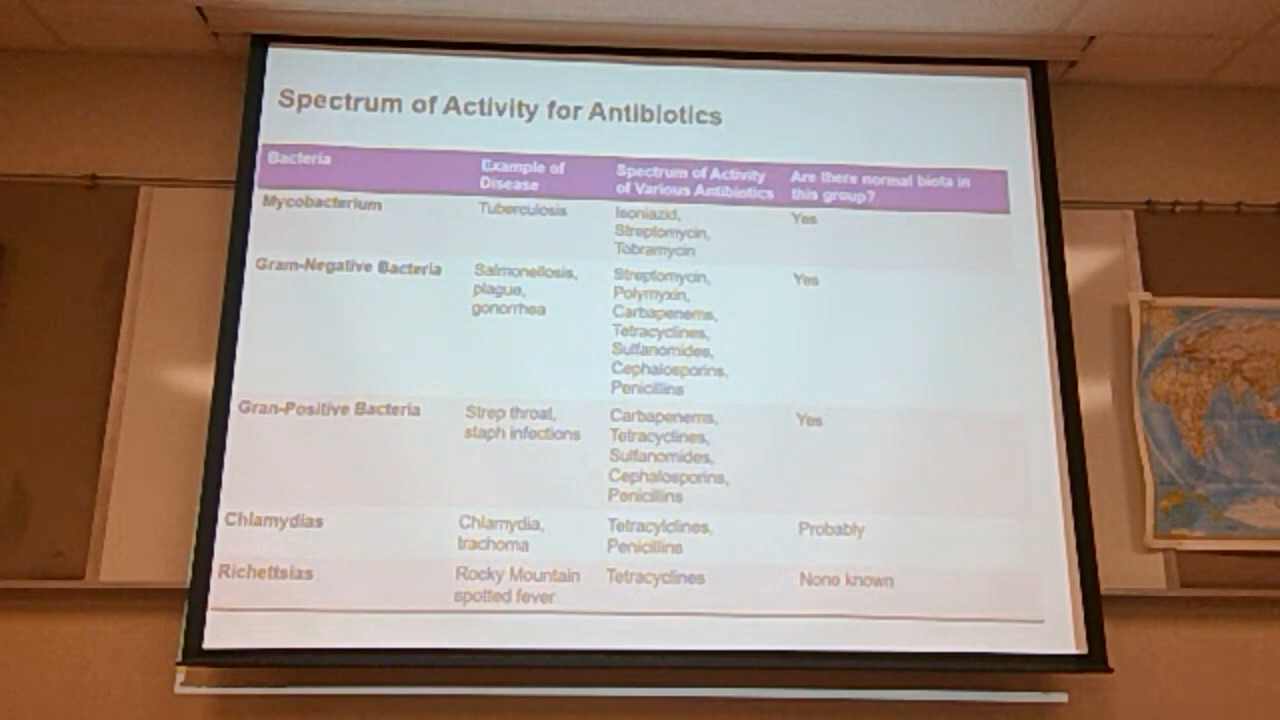 Spectrum of Activity for Antibiotics
Bacteria
Example of
Disease
Spectrum of Activity
of Various Antibiotics
Are there normal biota in
this group?
Mycobacterium
Tuberculosis
Isoniazid,
Streptomycin,
Tobramycin
Yes
Gram-Negative Bacteria
Salmonellosis,
plague,
gonorrhea
Streptomycin,
Polymyxin,
Carbapenems,
Tetracyclines,
Sulfanomides,
Cephalosporins,
Penicillins
Yes
Gran-Positive Bacteria
Strep throat,
staph infections
Carbapenems,
Tetracyclines,
Sulfanomides,
Cephalosporins,
Penicillins
Yes
Chlamydias
Chlamydia,
trachoma
Tetracylclines,
Penicillins
Probably
Richettsias
Rocky Mountain
spotted fever
Tetracyclines
None known